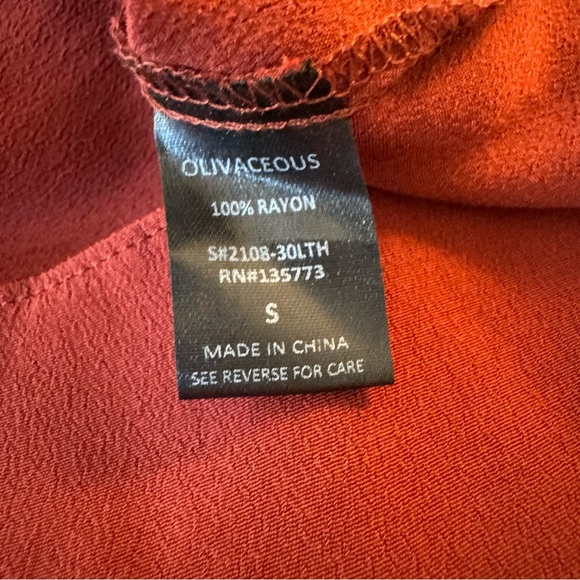 OLIVACEOUS
100% RAYON
S#2108-30LTH
RN#135773
S
MADE IN CHINA
SEE REVERSE FOR CARE